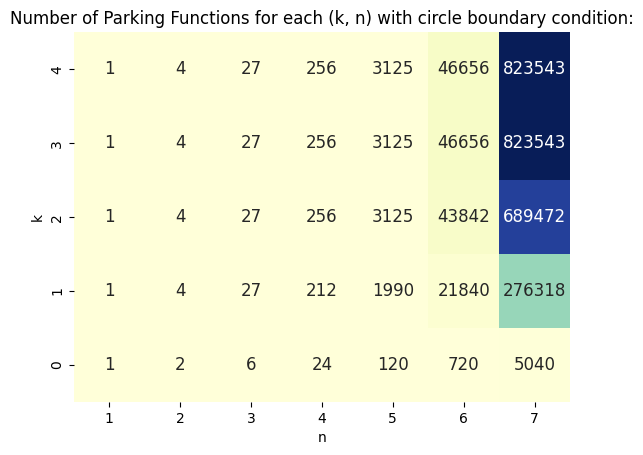 Number of Parking Functions for each (k, n) with circle boundary condition:
4 1 4 27 256 3125 46656 823543
3 1 4 27 256 3125 46656 823543
k
2 1 4 27 256 3125 43842 689472
1 1 4 27 212 1990 21840 276318
0 1 2 6 24 120 720 5040
1 2 3 4 5 6 7
n